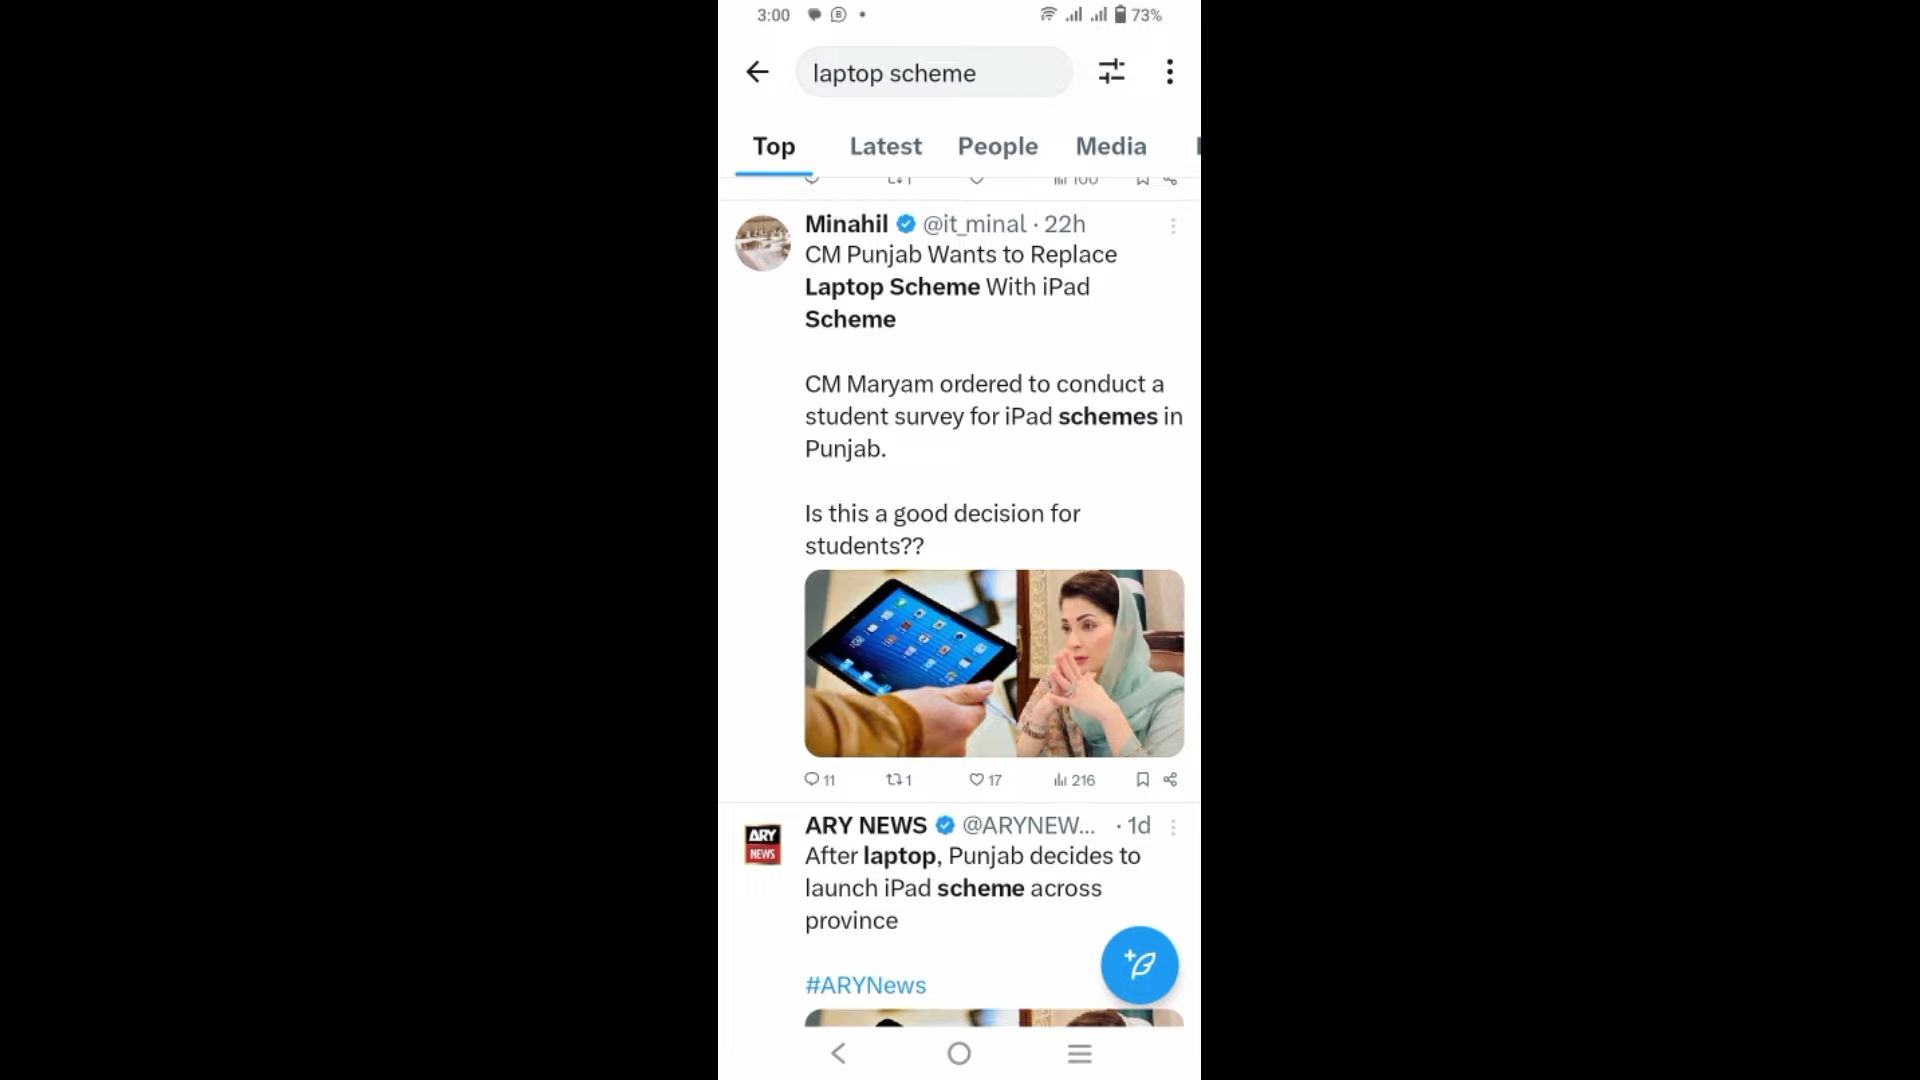 3:00
73%
laptop scheme
Top Latest People Media
1 100
Minahil @it_minal · 22h
CM Punjab Wants to Replace
Laptop Scheme With iPad
Scheme
CM Maryam ordered to conduct a
student survey for iPad schemes in
Punjab.
Is this a good decision for
students??
11 1 17 216
ARY NEWS @ARYNEW... · 1d
ARY
NEWS
After laptop, Punjab decides to
launch iPad scheme across
province
#ARYNews